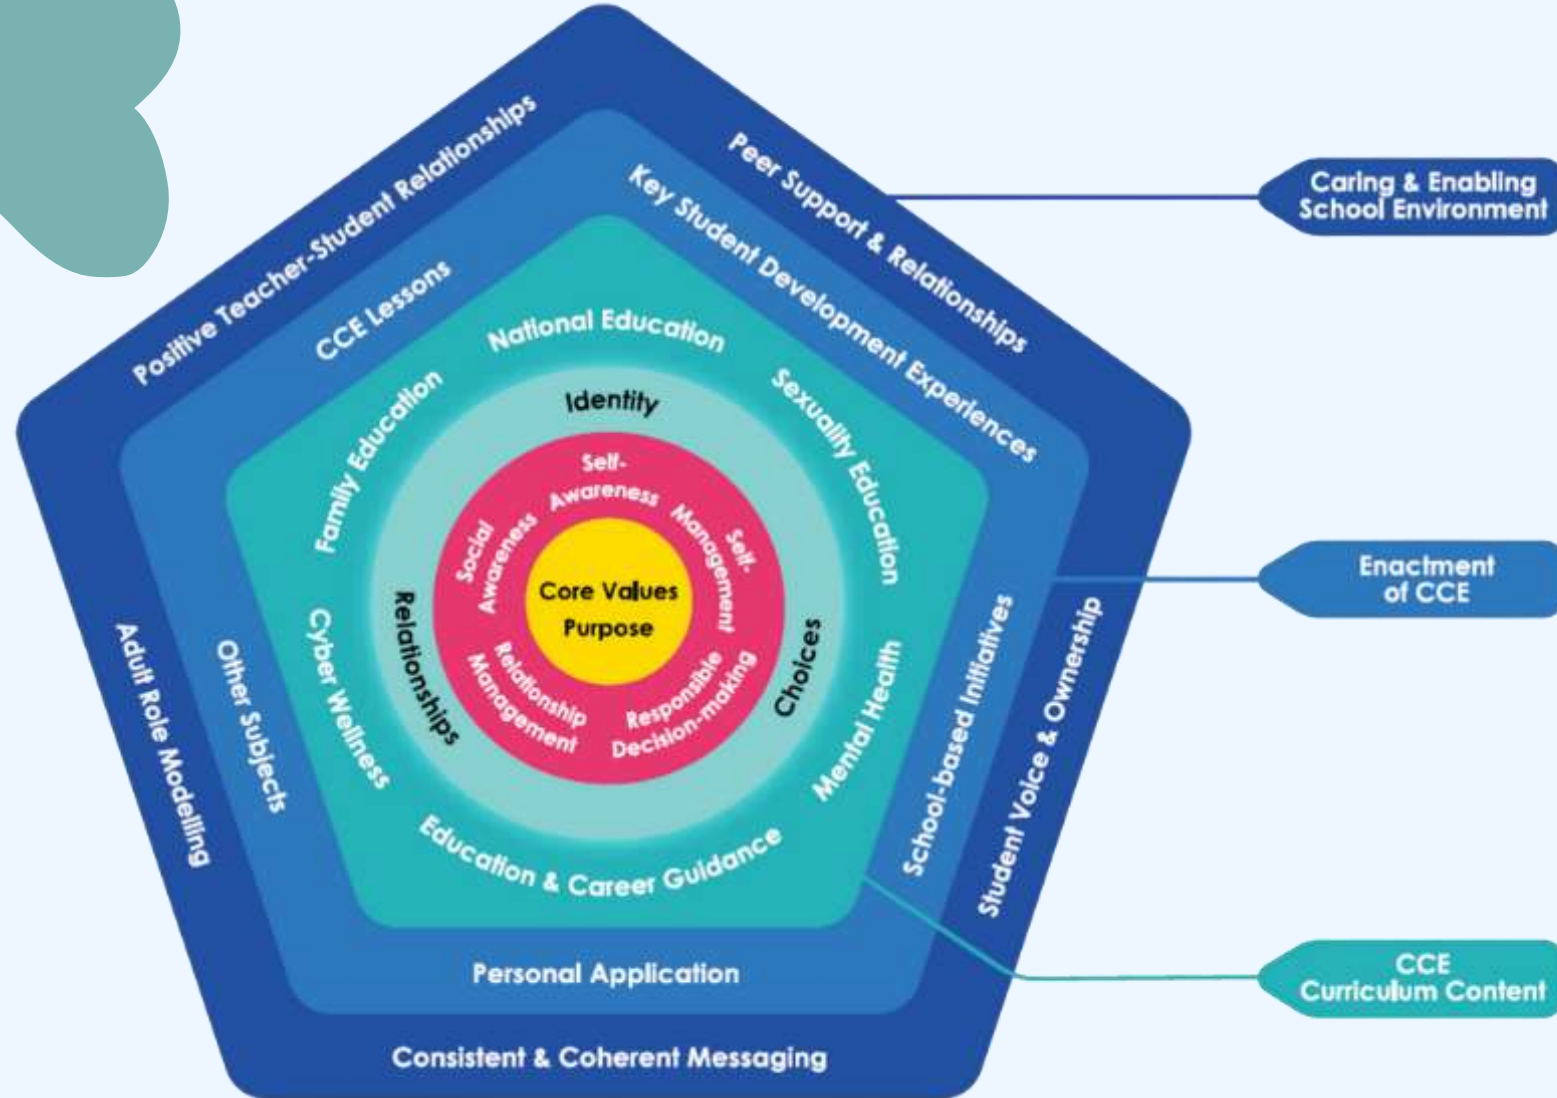 Positive Teacher-Student Relationships
Peer Support & Relationships
Student Voice & Ownership
Consistent & Coherent Messaging
Adult Role Modelling
CCE Lessons
Key Student Development Experiences
School-based Initiatives
Personal Application
Other Subjects
National Education
Sexuality Education
Mental Health
Education & Career Guidance
Cyber Wellness
Family Education
Identity
Choices
Relationships
Self-
Awareness
Self-
Management
Responsible
Decision-making
Relationship
Management
Social
Awareness
Core Values
Purpose
Caring & Enabling
School Environment
Enactment
of CCE
CCE
Curriculum Content